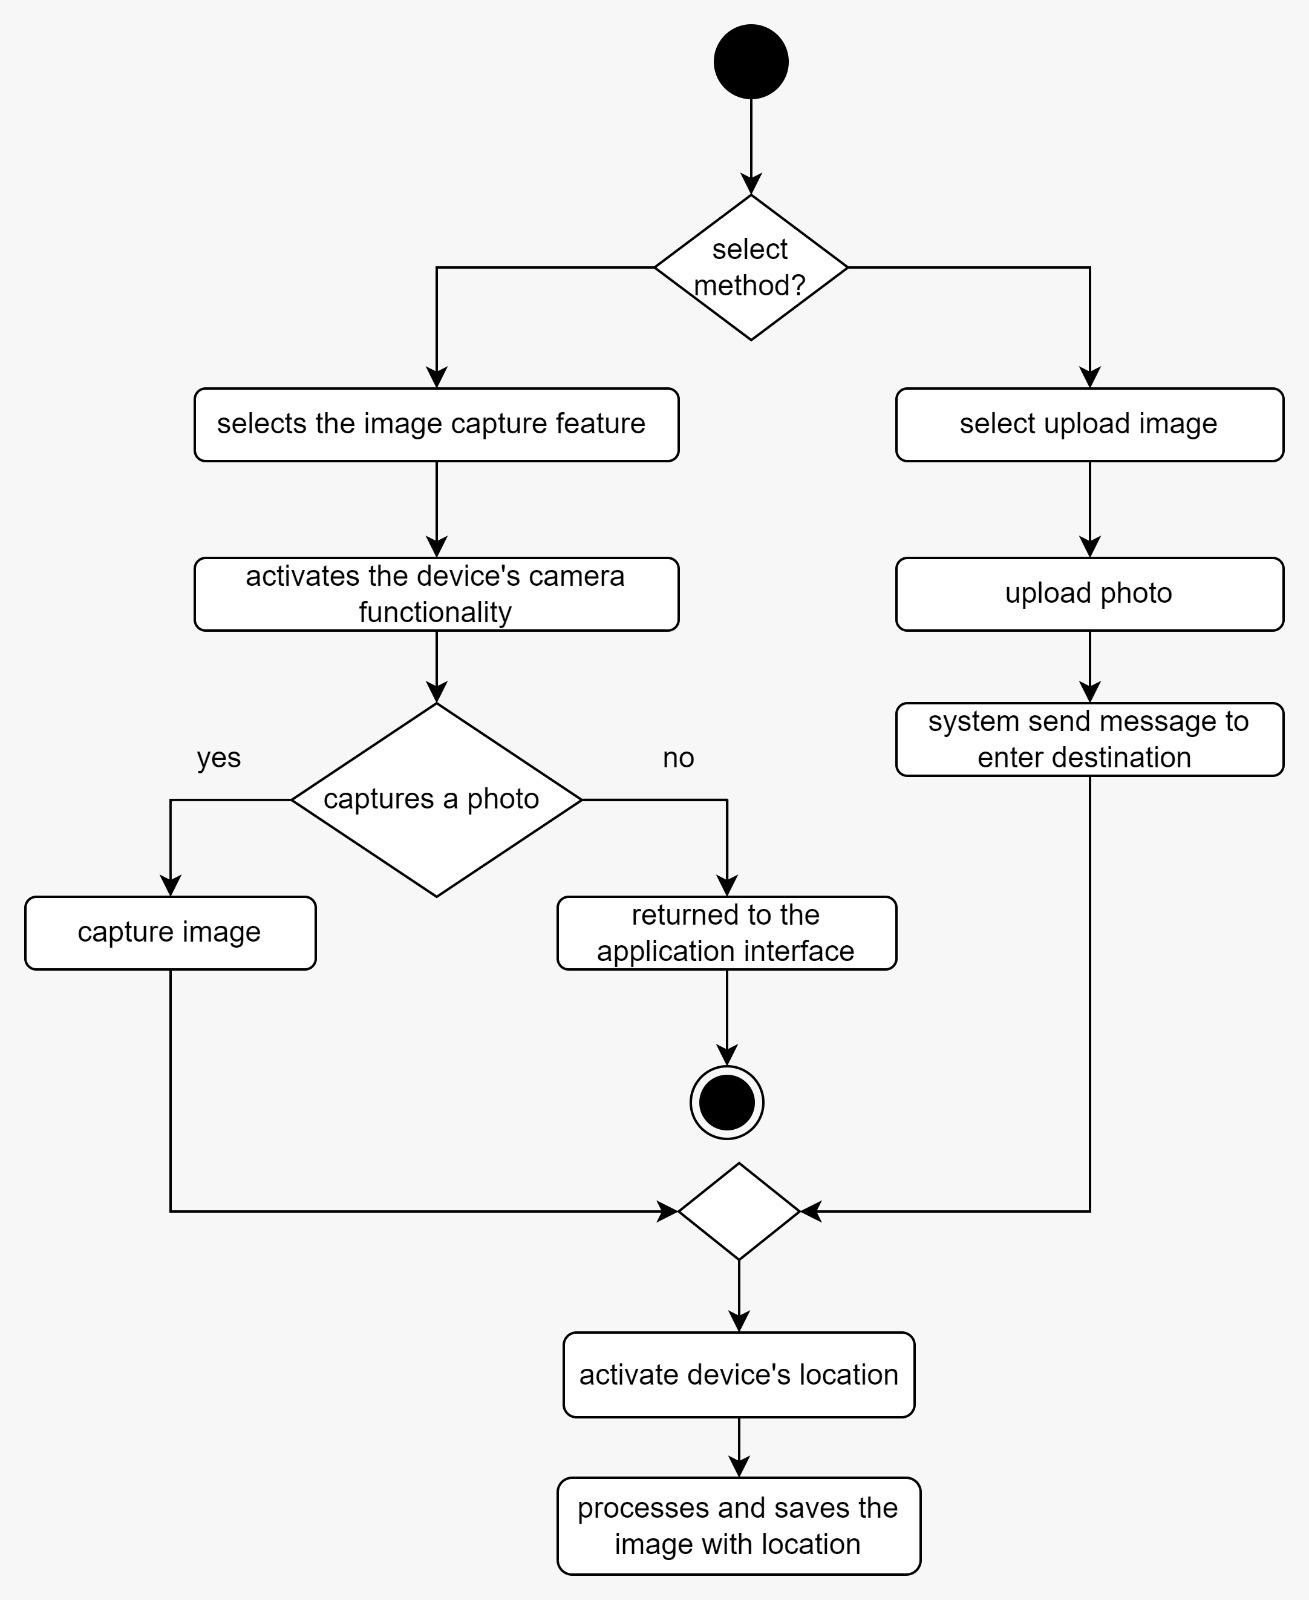 select
method?
selects the image capture feature
select upload image
activates the device's camera
functionality
upload photo
system send message to
enter destination
yes
no
captures a photo
capture image
returned to the
application interface
activate device's location
processes and saves the
image with location